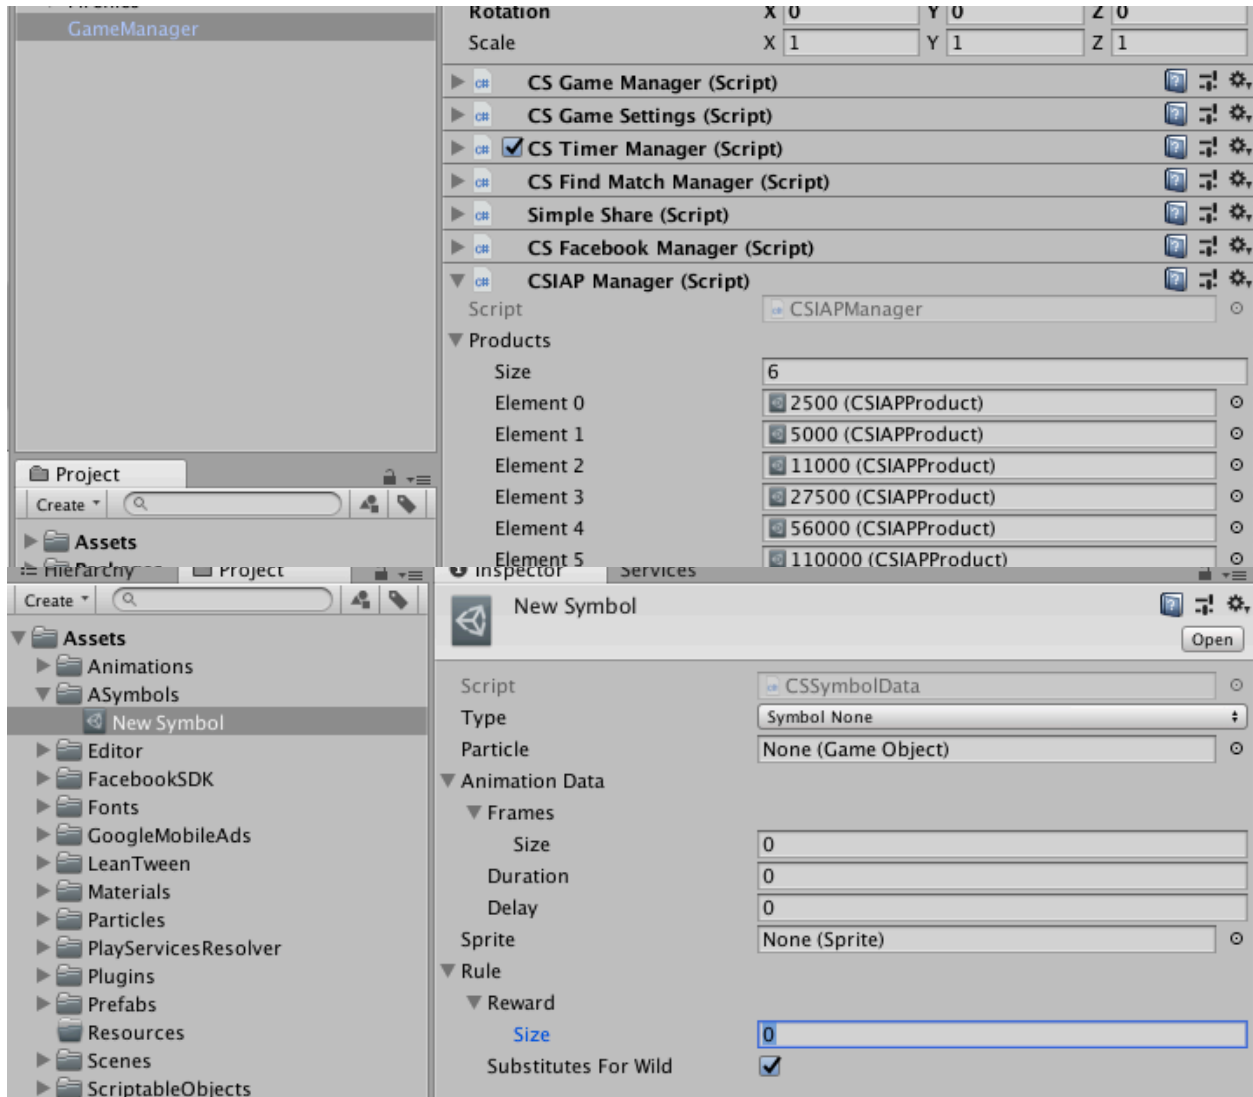 GameManager
Rotation X 0 Y 0 Z 0
Scale X 1 Y 1 Z 1
CS Game Manager (Script)
CS Game Settings (Script)
CS Timer Manager (Script)
CS Find Match Manager (Script)
Simple Share (Script)
CS Facebook Manager (Script)
CSIAP Manager (Script)
Script CSIAPManager
Products
Size 6
Element 0 2500 (CSIAPProduct)
Element 1 5000 (CSIAPProduct)
Element 2 11000 (CSIAPProduct)
Element 3 27500 (CSIAPProduct)
Element 4 56000 (CSIAPProduct)
Element 5 110000 (CSIAPProduct)
Project
Create
Assets
Hierarchy Project
Create
Assets
Animations
ASymbols
New Symbol
Editor
FacebookSDK
Fonts
GoogleMobileAds
LeanTween
Materials
Particles
PlayServicesResolver
Plugins
Prefabs
Resources
Scenes
ScriptableObjects
Inspector Services
New Symbol
Open
Script CSSymbolData
Type Symbol None
Particle None (Game Object)
Animation Data
Frames
Size 0
Duration 0
Delay 0
Sprite None (Sprite)
Rule
Reward
Size 0
Substitutes For Wild